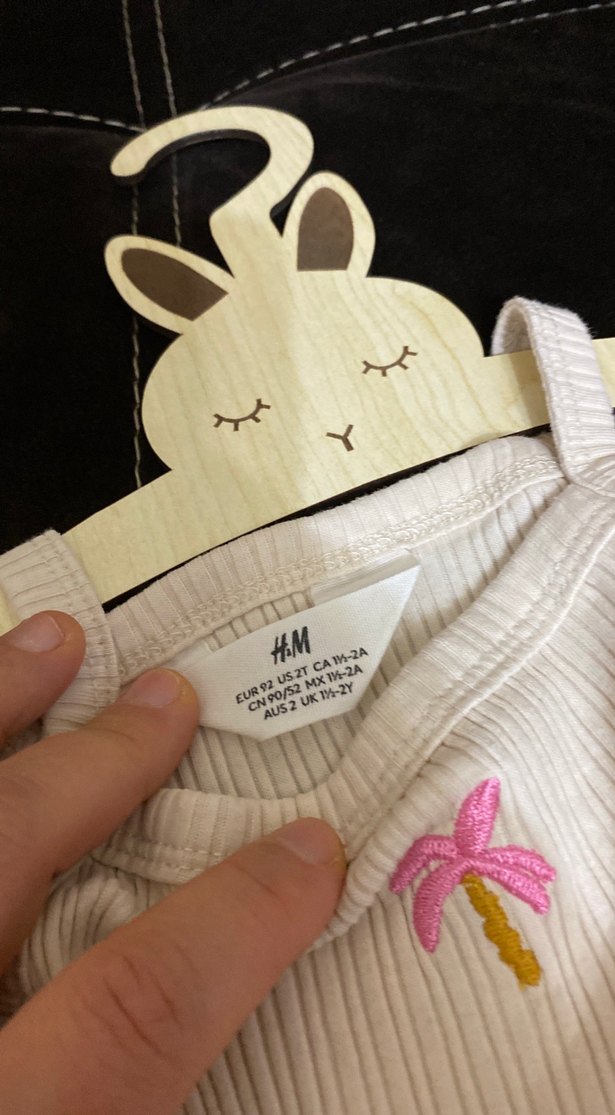 H&M
EUR 92 US 2T CA 1½-2A
CN 90/52 MX 1½-2A
AUS 2 UK 1½-2Y